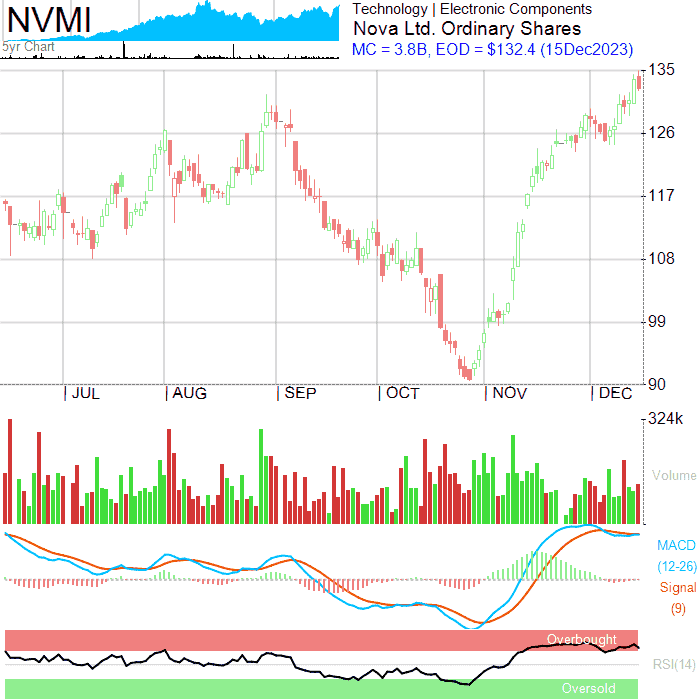 NVMI
5yr Chart
Technology | Electronic Components
Nova Ltd. Ordinary Shares
MC = 3.8B, EOD = $132.4 (15Dec2023)
135
126
117
108
99
90
JUL AUG SEP OCT NOV DEC
324k
Volume
MACD
(12-26)
Signal
(9)
Overbought
RSI(14)
Oversold